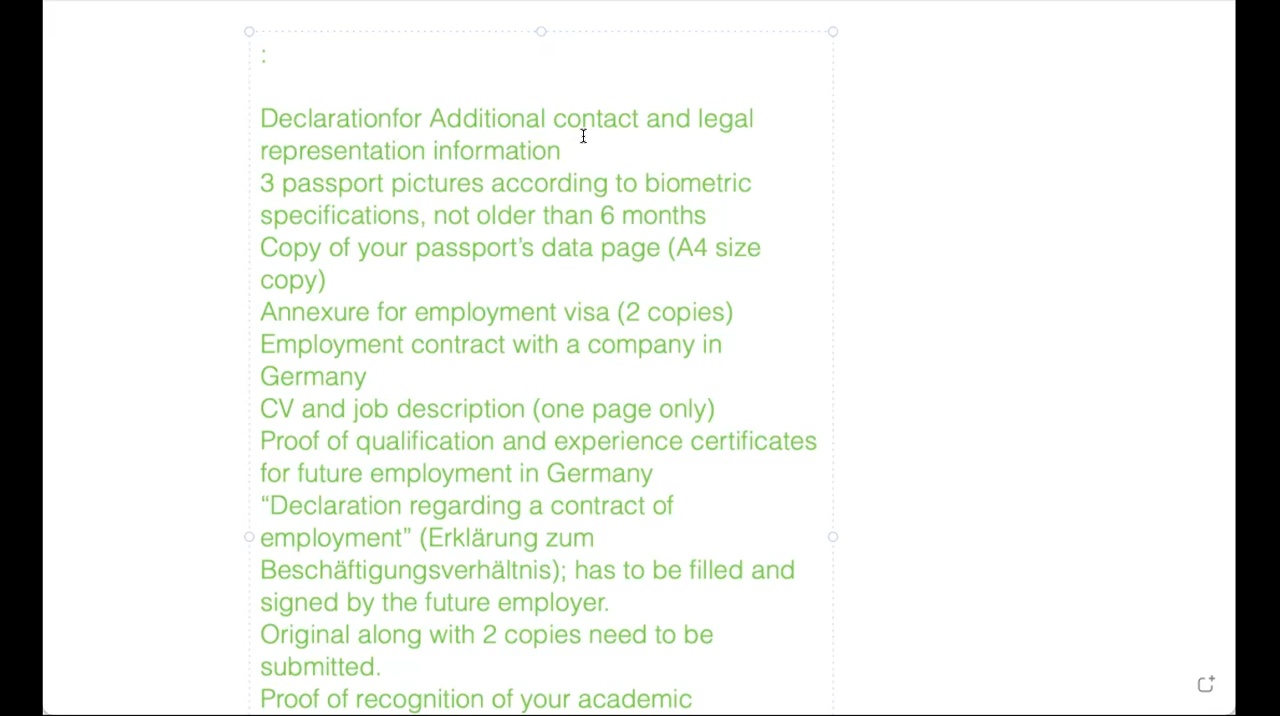 :
Declarationfor Additional contact and legal
representation information
3 passport pictures according to biometric
specifications, not older than 6 months
Copy of your passport’s data page (A4 size
copy)
Annexure for employment visa (2 copies)
Employment contract with a company in
Germany
CV and job description (one page only)
Proof of qualification and experience certificates
for future employment in Germany
“Declaration regarding a contract of
employment” (Erklärung zum
Beschäftigungsverhältnis); has to be filled and
signed by the future employer.
Original along with 2 copies need to be
submitted.
Proof of recognition of your academic